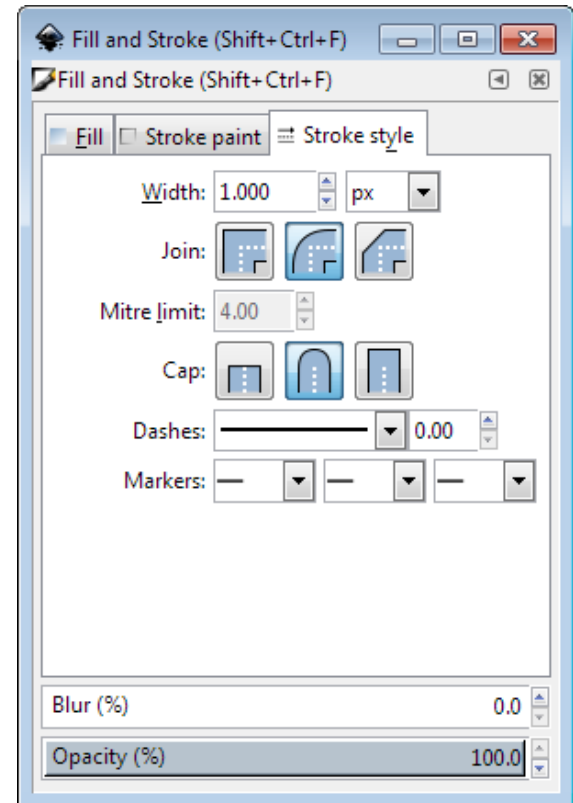 Fill and Stroke (Shift+Ctrl+F)
Fill and Stroke (Shift+Ctrl+F)
Fill Stroke paint Stroke style
Width: 1.000 px
Join:
Mitre limit: 4.00
Cap:
Dashes: 0.00
Markers:
Blur (%) 0.0
Opacity (%) 100.0